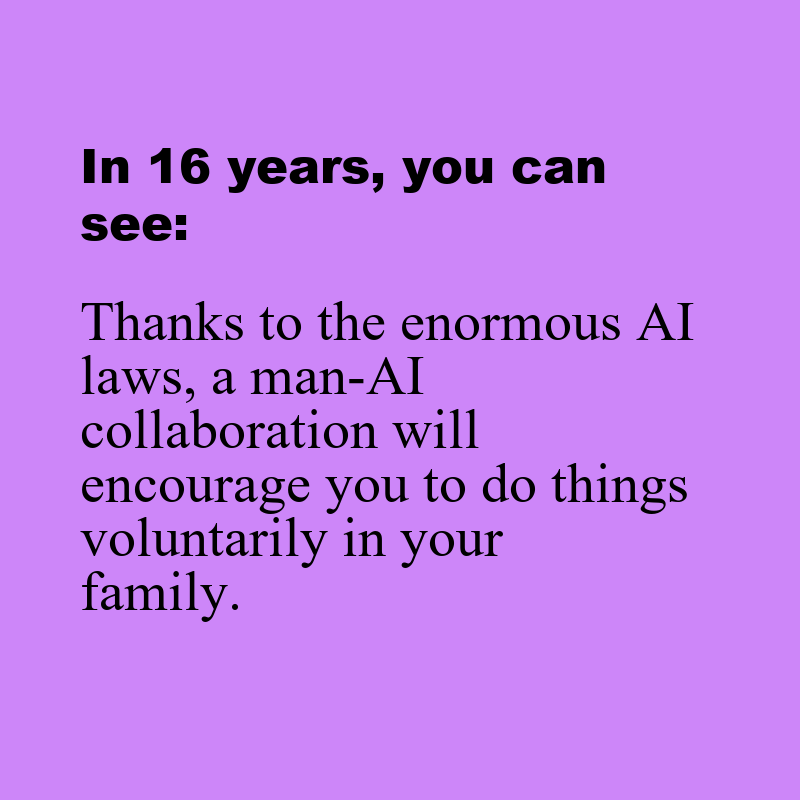 In 16 years, you can
see:
Thanks to the enormous AI
laws, a man-AI
collaboration will
encourage you to do things
voluntarily in your
family.